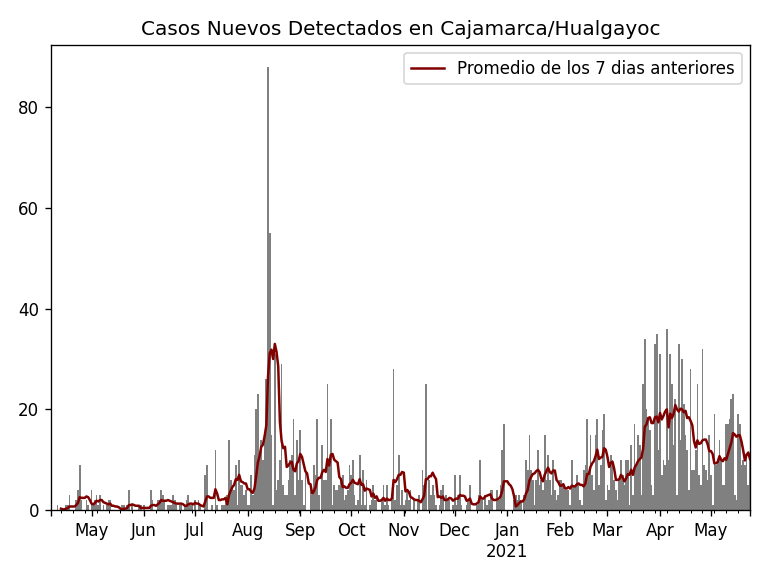 Casos Nuevos Detectados en Cajamarca/Hualgayoc
Promedio de los 7 dias anteriores
80
60
40
20
0
May Jun Jul Aug Sep Oct Nov Dec Jan Feb Mar Apr May
2021